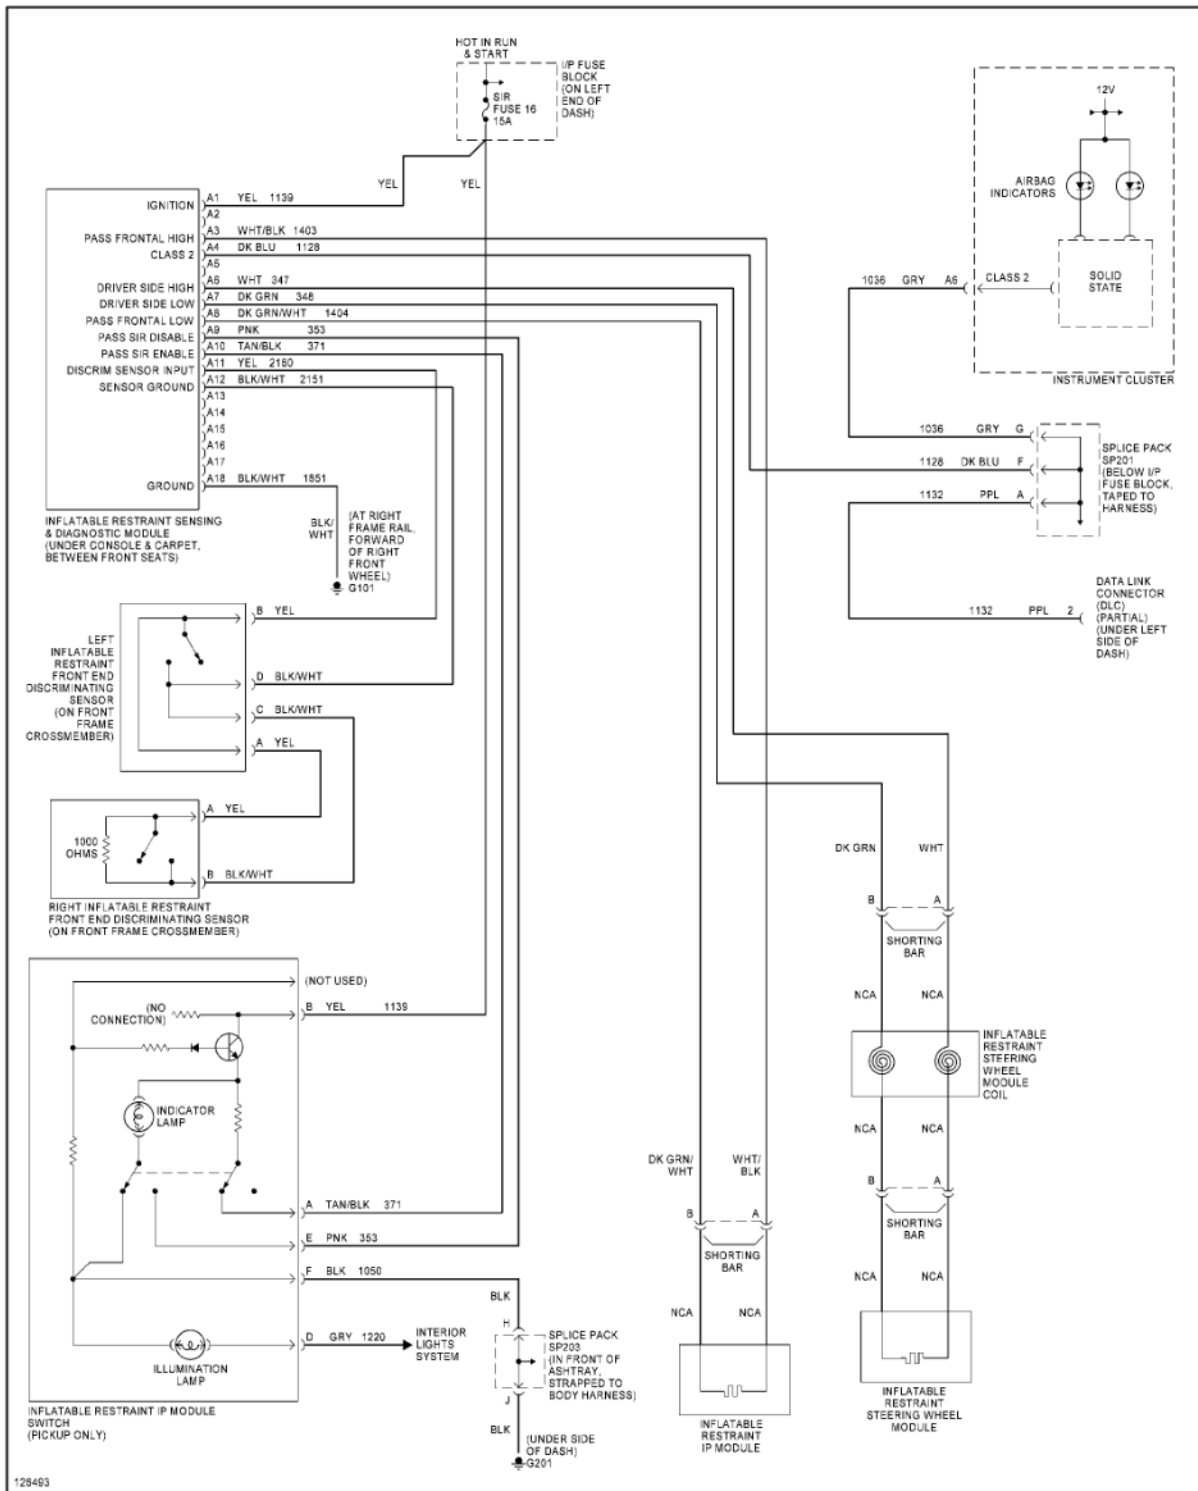 HOT IN RUN
& START
I/P FUSE
BLOCK
(ON LEFT
END OF
DASH)
SIR
FUSE 16
15A
YEL
YEL
12V
AIRBAG
INDICATORS
SOLID
STATE
1036 GRY A6 CLASS 2
INSTRUMENT CLUSTER
IGNITION A1 YEL 1139
A2
PASS FRONTAL HIGH A3 WHT/BLK 1403
CLASS 2 A4 DK BLU 1128
A5
DRIVER SIDE HIGH A6 WHT 347
DRIVER SIDE LOW A7 DK GRN 348
PASS FRONTAL LOW A8 DK GRN/WHT 1404
PASS SIR DISABLE A9 PNK 353
PASS SIR ENABLE A10 TAN/BLK 371
DISCRIM SENSOR INPUT A11 YEL 2160
SENSOR GROUND A12 BLK/WHT 2151
A13
A14
A15
A16
A17
GROUND A18 BLK/WHT 1851
INFLATABLE RESTRAINT SENSING
& DIAGNOSTIC MODULE
(UNDER CONSOLE & CARPET,
BETWEEN FRONT SEATS)
BLK/
WHT
(AT RIGHT
FRAME RAIL,
FORWARD
OF RIGHT
FRONT
WHEEL)
G101
1036 GRY G
1128 DK BLU F
1132 PPL A
SPLICE PACK
SP201
(BELOW I/P
FUSE BLOCK,
TAPED TO
HARNESS)
1132 PPL 2
DATA LINK
CONNECTOR
(DLC)
(PARTIAL)
(UNDER LEFT
SIDE OF
DASH)
LEFT
INFLATABLE
RESTRAINT
FRONT END
DISCRIMINATING
SENSOR
(ON FRONT
FRAME
CROSSMEMBER)
B YEL
D BLK/WHT
C BLK/WHT
A YEL
1000
OHMS
A YEL
B BLK/WHT
RIGHT INFLATABLE RESTRAINT
FRONT END DISCRIMINATING SENSOR
(ON FRONT FRAME CROSSMEMBER)
(NOT USED)
(NO
CONNECTION)
B YEL 1139
INDICATOR
LAMP
A TAN/BLK 371
E PNK 353
F BLK 1050
D GRY 1220
INTERIOR
LIGHTS
SYSTEM
ILLUMINATION
LAMP
INFLATABLE RESTRAINT IP MODULE
SWITCH
(PICKUP ONLY)
BLK
H
SPLICE PACK
SP203
(IN FRONT OF
ASHTRAY,
STRAPPED TO
BODY HARNESS)
J
BLK
(UNDER SIDE
OF DASH)
G201
DK GRN/
WHT
WHT/
BLK
B A
SHORTING
BAR
NCA NCA
INFLATABLE
RESTRAINT
IP MODULE
DK GRN WHT
B A
SHORTING
BAR
NCA NCA
INFLATABLE
RESTRAINT
STEERING
WHEEL
MODULE
COIL
NCA NCA
B A
SHORTING
BAR
NCA NCA
INFLATABLE
RESTRAINT
STEERING WHEEL
MODULE
126493